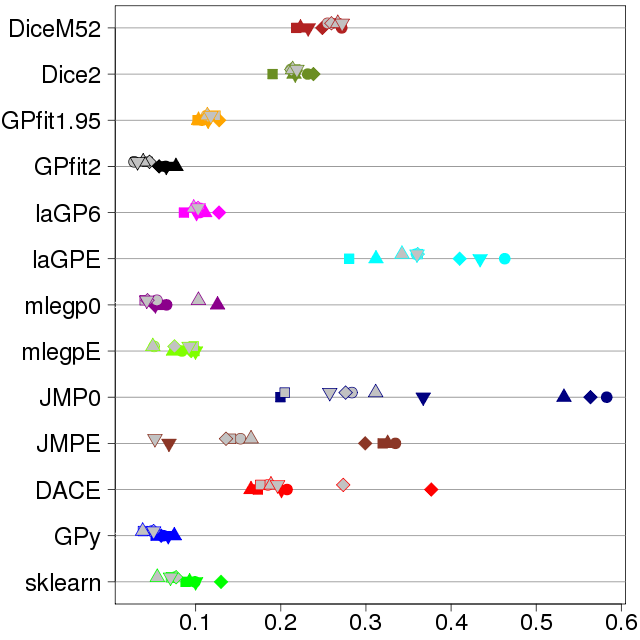 DiceM52
Dice2
GPfit1.95
GPfit2
laGP6
laGPE
mlegp0
mlegpE
JMP0
JMPE
DACE
GPy
sklearn
0.1 0.2 0.3 0.4 0.5 0.6